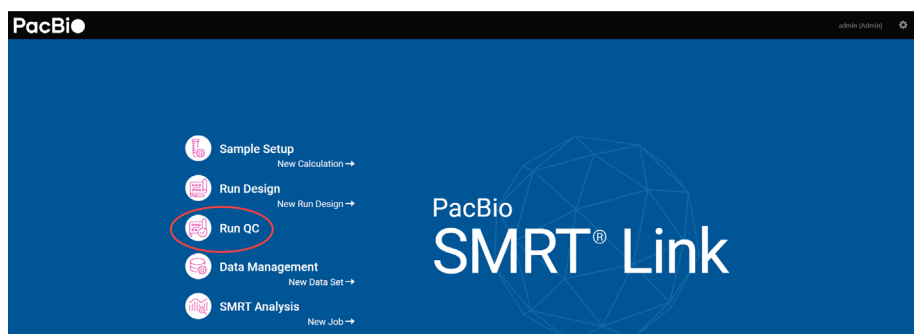 PacBio
admin (Admin)
Sample Setup
New Calculation →
Run Design
New Run Design →
Run QC
Data Management
New Data Set →
SMRT Analysis
New Job →
PacBio
SMRT® Link